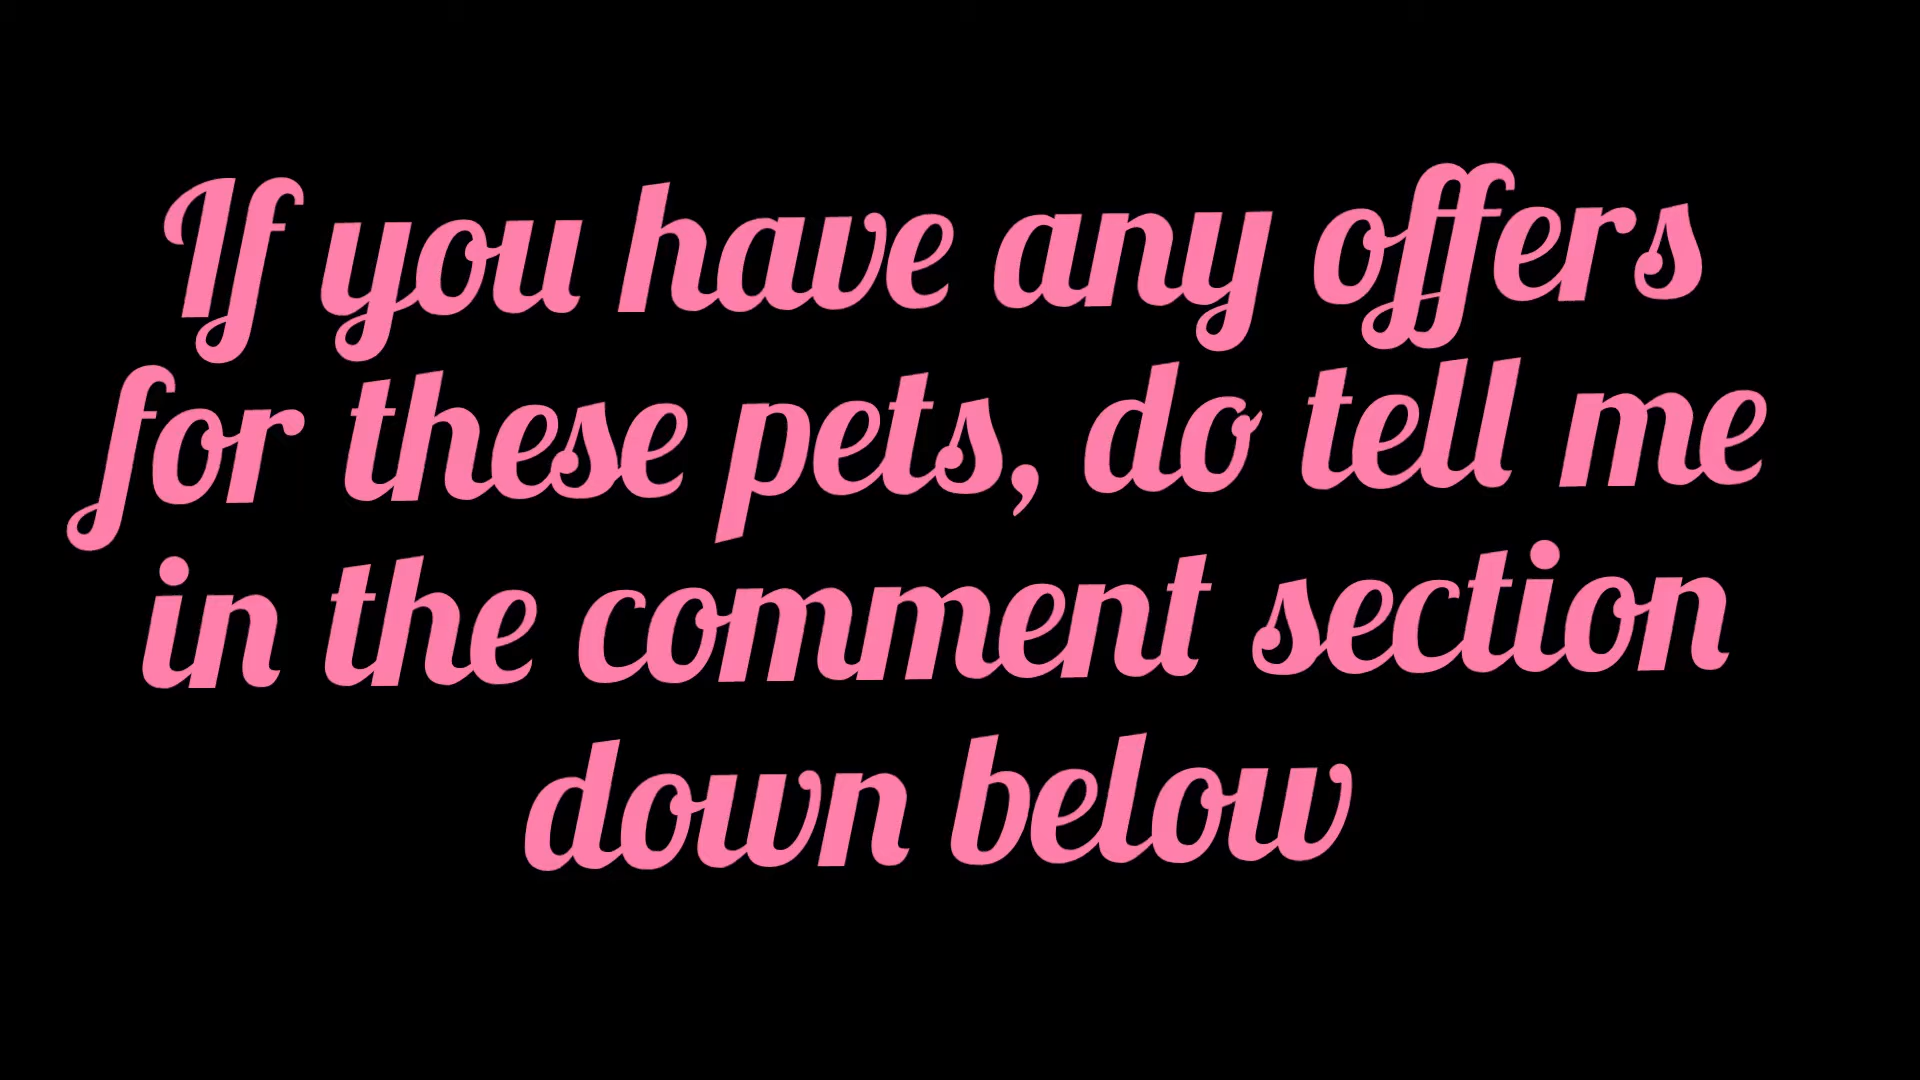 If you have any offers
for these pets, do tell me
in the comment section
down below